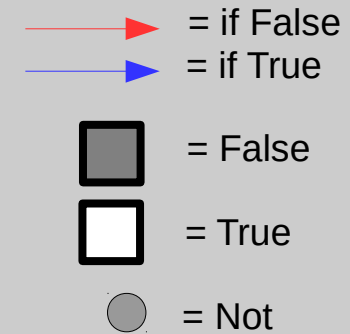 = if False
= if True
= False
= True
= Not